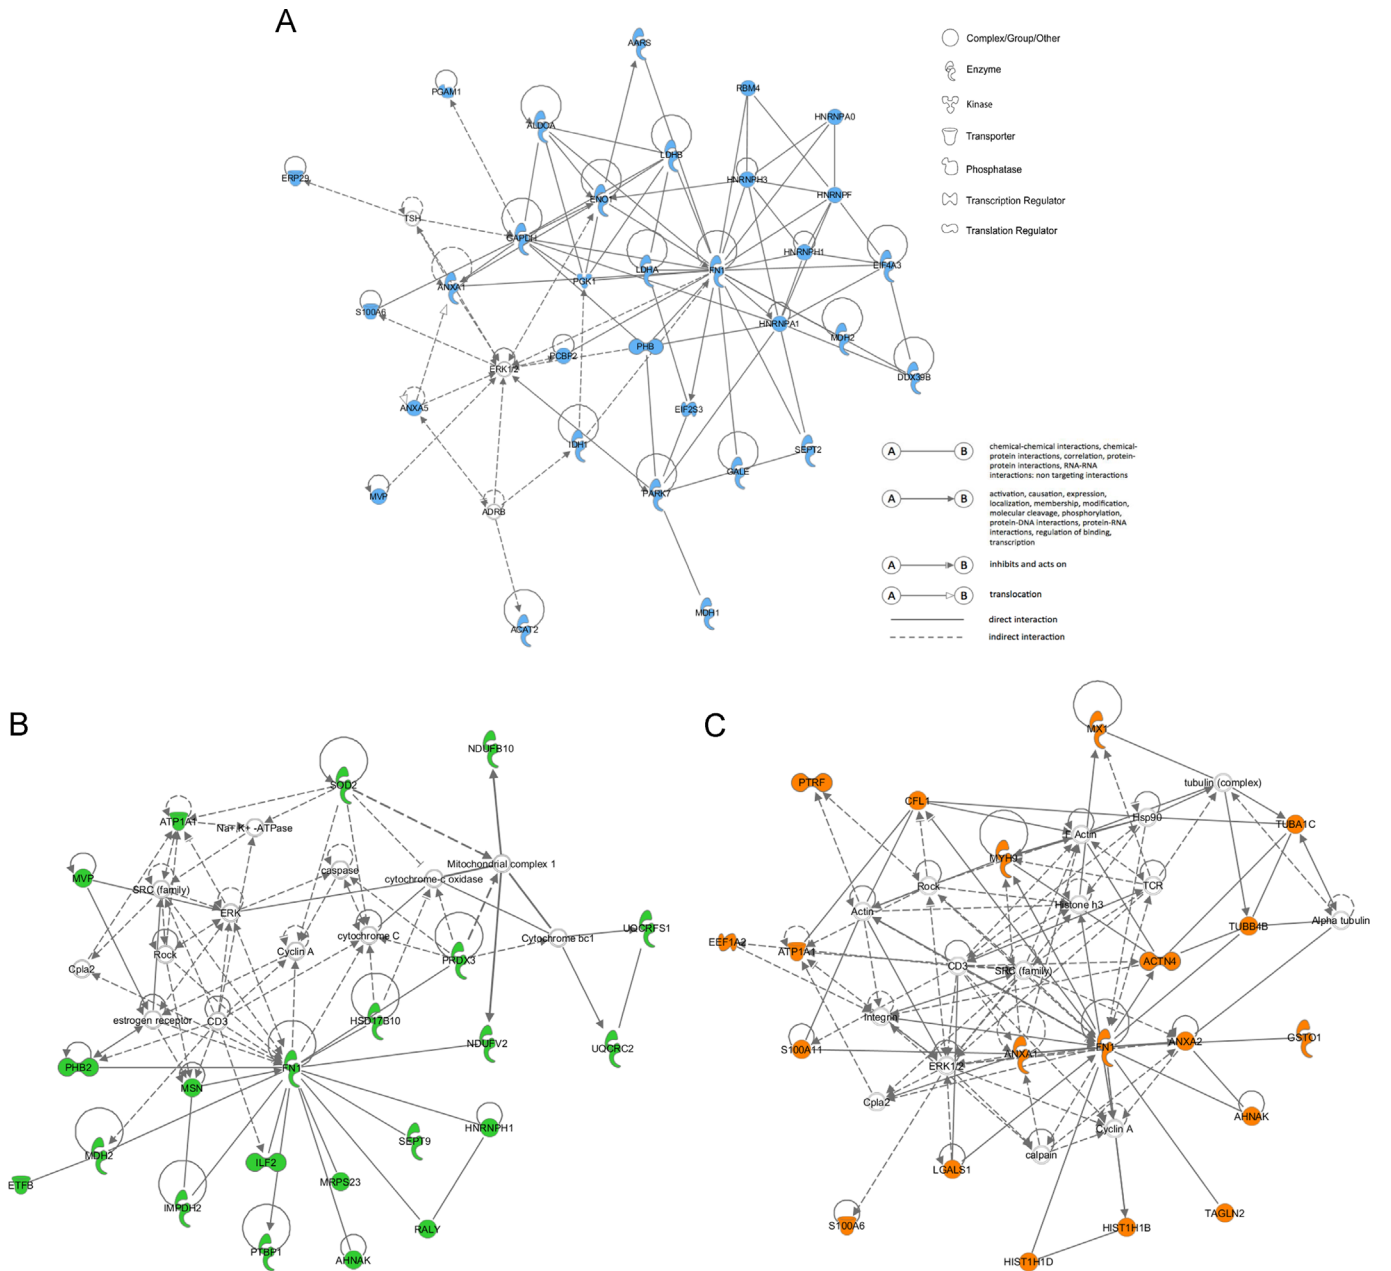 A
AARS
Complex/Group/Other
Enzyme
PGAM1
RBM4
Kinase
ALDOA
HNRNPA0
Transporter
LDHB
Phosphatase
ERP29
HNRNPH3
ENO1
HNRNPF
Transcription Regulator
TSH
Translation Regulator
GAPDH
HNRNPH1
LDHA
FN1
EIF4A3
ANXA1
PGK1
S100A6
HNRNPA1
MDH2
PHB
PCBP2
ERK1/2
DDX39B
ANXA5
EIF2S3
IDH1
SEPT2
GALE
PARK7
MVP
ADRB
MDH1
ACAT2
A B chemical-chemical interactions, chemical-
protein interactions, correlation, protein-
protein interactions, RNA-RNA
interactions: non targeting interactions
A B activation, causation, expression,
localization, membership, modification,
molecular cleavage, phosphorylation,
protein-DNA interactions, protein-RNA
interactions, regulation of binding,
transcription
A B inhibits and acts on
A B translocation
direct interaction
indirect interaction
B
NDUFB10
SOD2
ATP1A1
Na+/K+ -ATPase
Mitochondrial complex 1
MVP
caspase
cytochrome-c oxidase
SRC (family)
ERK
UQCRFS1
cytochrome C
Cytochrome bc1
Rock
Cyclin A
PRDX3
Cpla2
estrogen receptor
CD3
HSD17B10
NDUFV2
UQCRC2
PHB2
FN1
MSN
HNRNPH1
SEPT9
MDH2
ILF2
ETFB
MRPS23
IMPDH2
RALY
PTBP1
AHNAK
C
MX1
PTRF
tubulin (complex)
CFL1
Hsp90
TUBA1C
F Actin
MYH9
Rock
TCR
Histone h3
Actin
Alpha tubulin
TUBB4B
EEF1A2
ATP1A1
ACTN4
CD3
SRC (family)
Integrin
GSTO1
S100A11
ANXA1
FN1
ANXA2
ERK1/2
Cpla2
AHNAK
Cyclin A
calpain
LGALS1
TAGLN2
S100A6
HIST1H1B
HIST1H1D